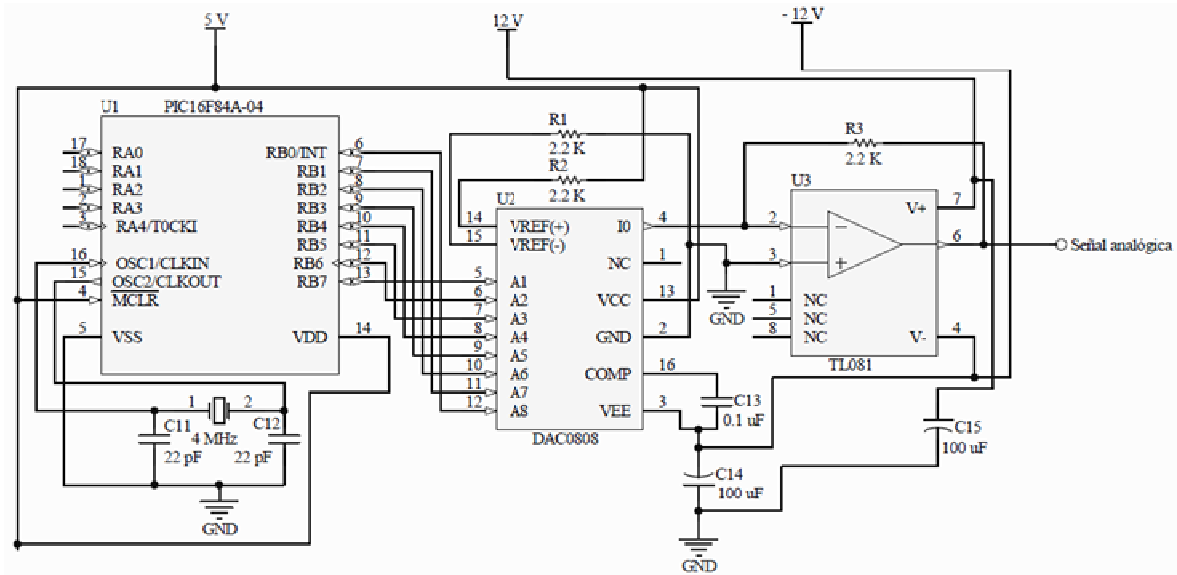 5 V
12 V
- 12 V
U1
PIC16F84A-04
17
RA0
18
RA1
1
RA2
2
RA3
3
RA4/T0CKI
16
OSC1/CLKIN
15
OSC2/CLKOUT
4
MCLR
5
VSS
RB0/INT
6
RB1
7
RB2
8
RB3
9
RB4
10
RB5
11
RB6
12
RB7
13
VDD
14
1
2
C11
22 pF
4 MHz
C12
22 pF
GND
R1
2.2 K
R2
2.2 K
U2
14
VREF(+)
15
VREF(-)
5
A1
6
A2
7
A3
8
A4
9
A5
10
A6
11
A7
12
A8
I0
4
NC
1
VCC
13
GND
2
COMP
16
VEE
3
DAC0808
C13
0.1 uF
C14
100 uF
GND
GND
R3
2.2 K
U3
2
3
1
NC
5
NC
8
NC
V+
7
6
V-
4
TL081
C15
100 uF
Señal analógica